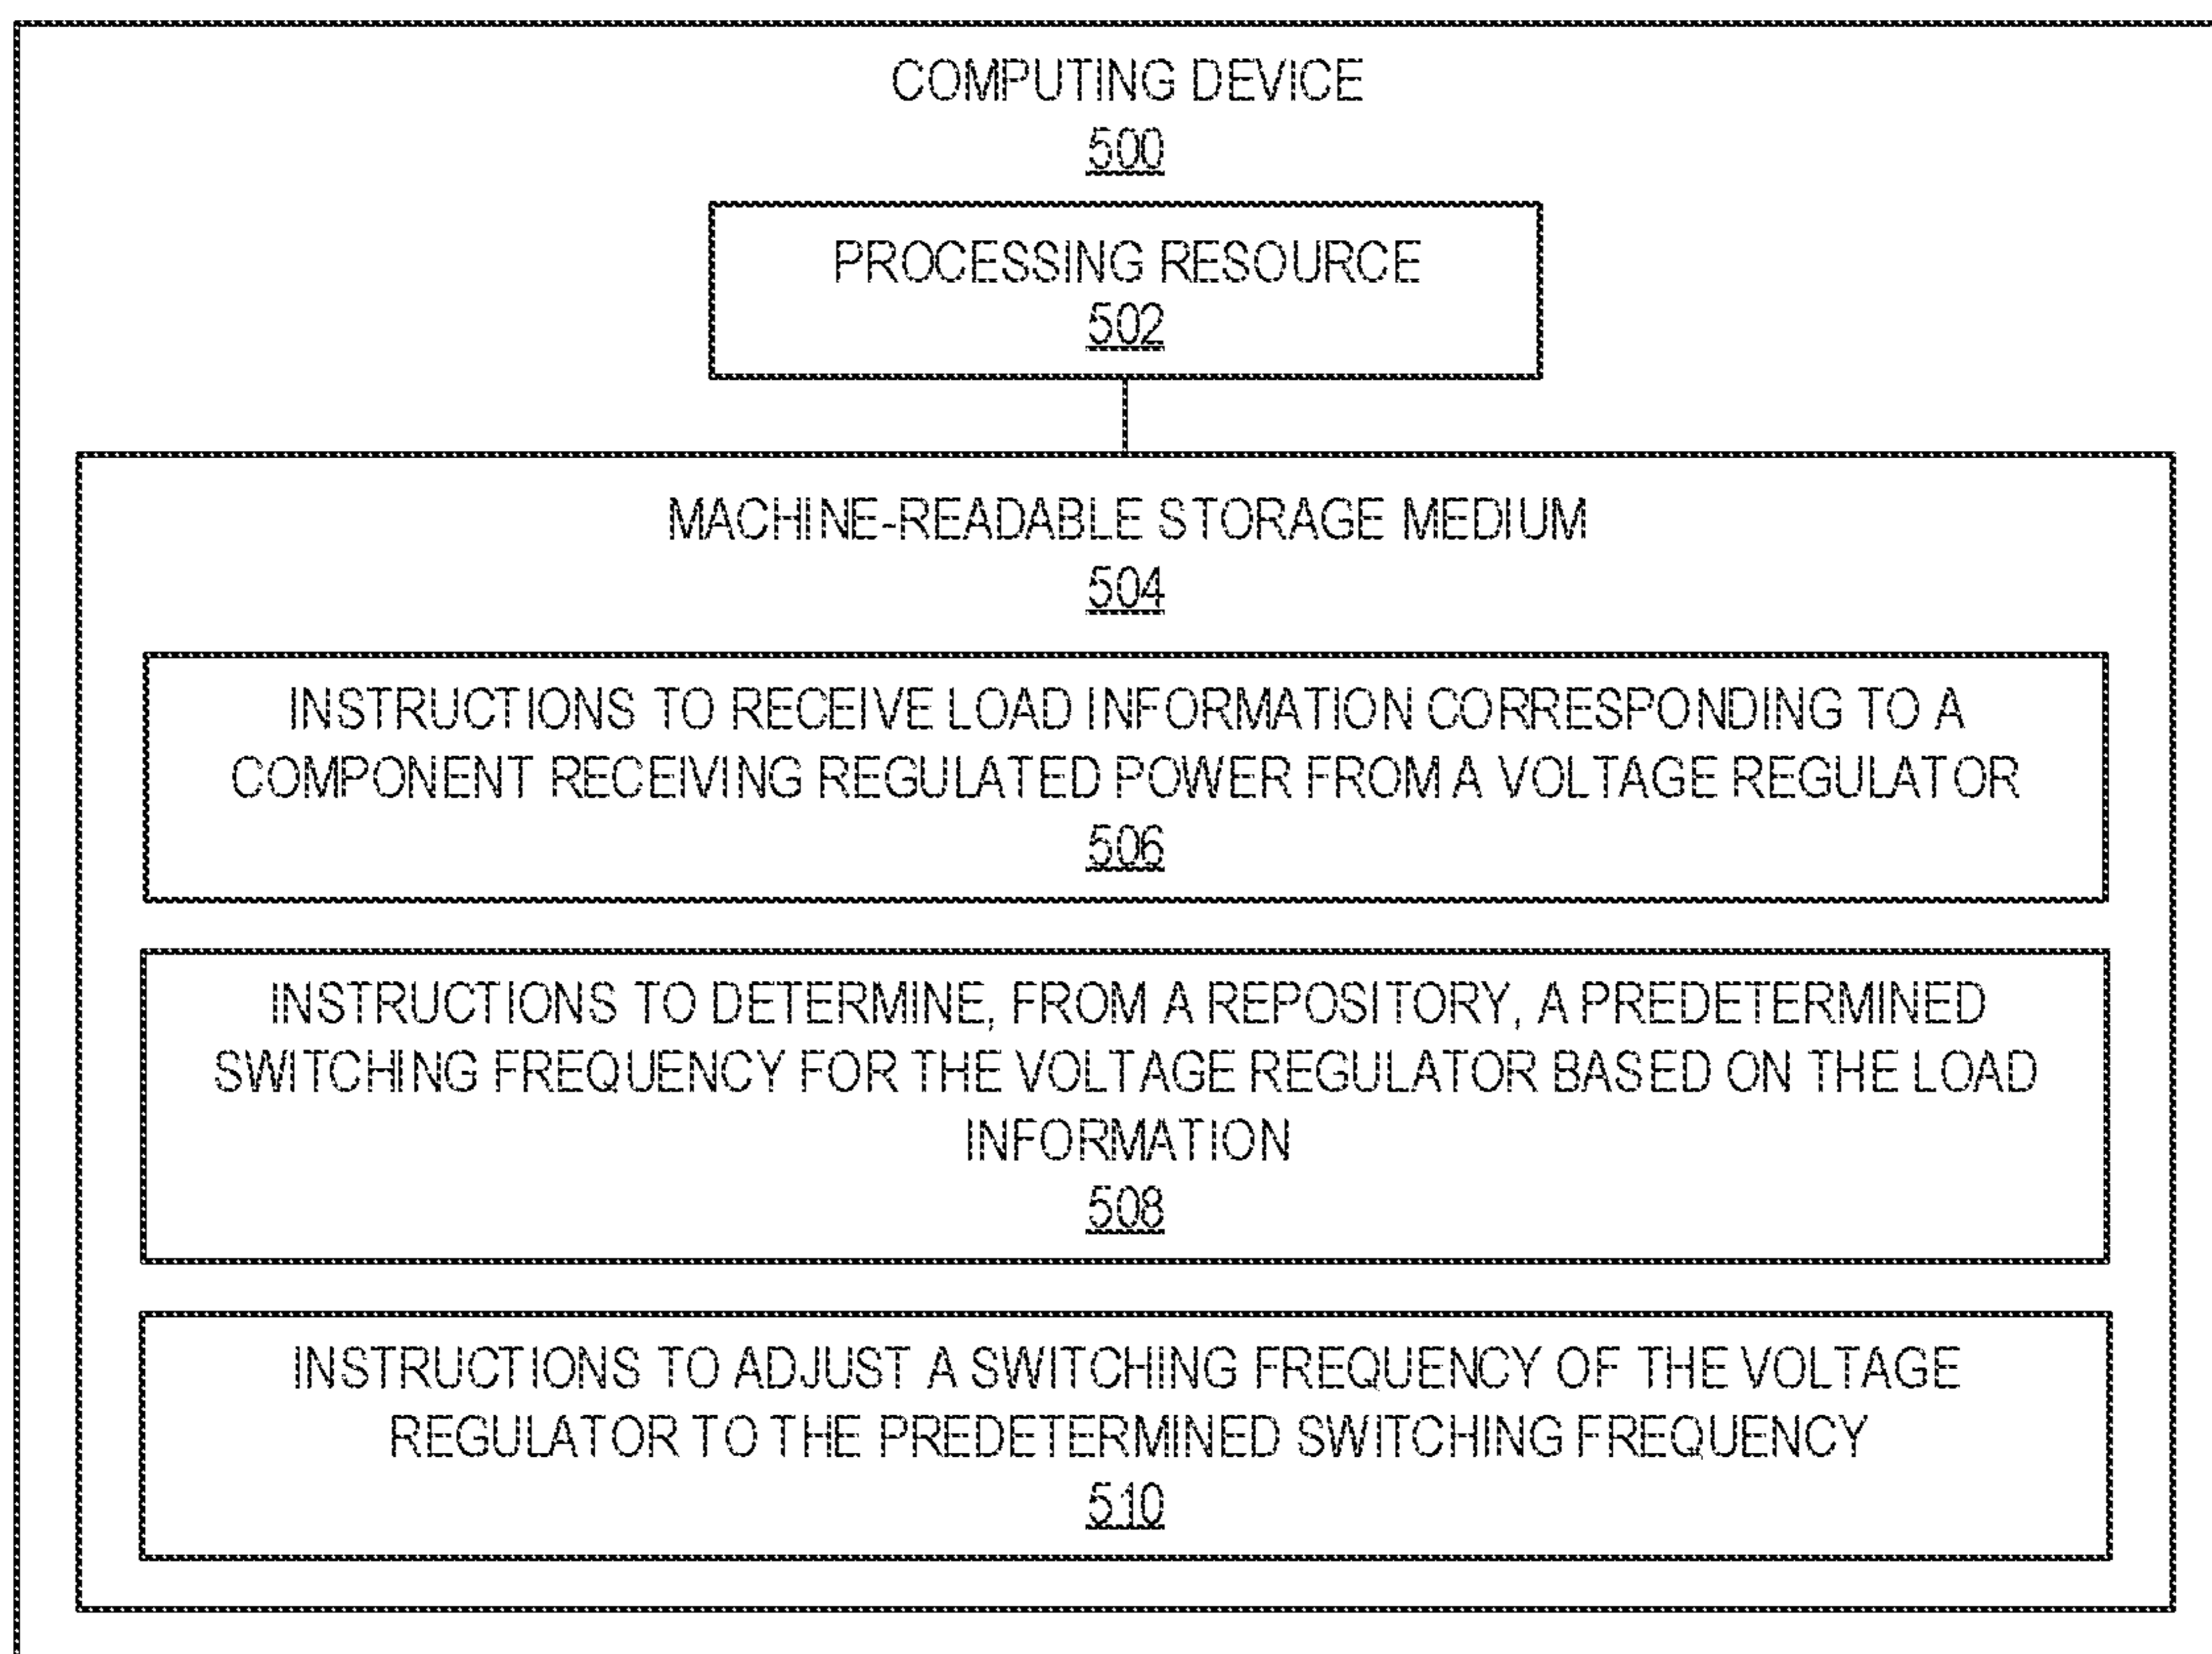 COMPUTING DEVICE
500
PROCESSING RESOURCE
502
MACHINE-READABLE STORAGE MEDIUM
504
INSTRUCTIONS TO RECEIVE LOAD INFORMATION CORRESPONDING TO A
COMPONENT RECEIVING REGULATED POWER FROM A VOLTAGE REGULATOR
506
INSTRUCTIONS TO DETERMINE, FROM A REPOSITORY, A PREDETERMINED
SWITCHING FREQUENCY FOR THE VOLTAGE REGULATOR BASED ON THE LOAD
INFORMATION
508
INSTRUCTIONS TO ADJUST A SWITCHING FREQUENCY OF THE VOLTAGE
REGULATOR TO THE PREDETERMINED SWITCHING FREQUENCY
510